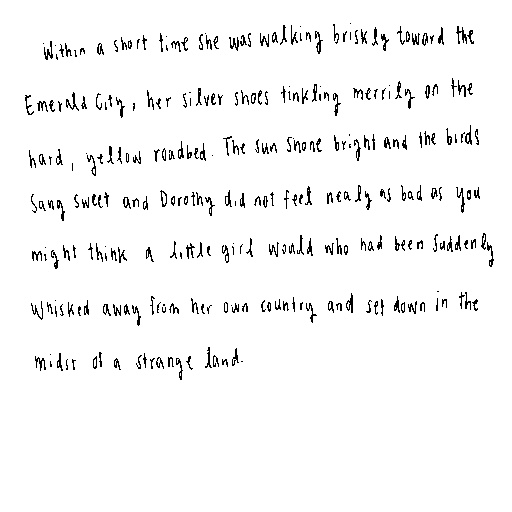 Within a short time she was walking briskly toward the
Emerald City, her silver shoes tinkling merrily on the
hard, yellow roadbed. The sun shone bright and the birds
sang sweet and Dorothy did not feel nealy as bad as you
might think a little girl would who had been suddenly
whisked away from her own country and set down in the
midst of a strange land.